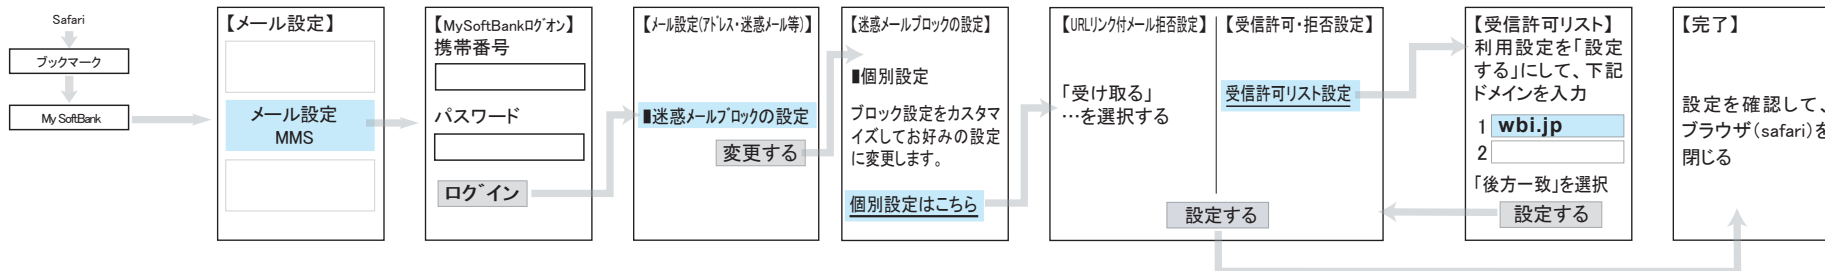 Safari
ブックマーク
My SoftBank
【メール設定】
メール設定
MMS
【MySoftBankログオン】
携帯番号
パスワード
ログイン
【メール設定(アドレス・迷惑メール等)】
■迷惑メールブロックの設定
変更する
【迷惑メールブロックの設定】
■個別設定
ブロック設定をカスタマ
イズしてお好みの設定
に変更します。
個別設定はこちら
【URLリンク付メール拒否設定】
「受け取る」
…を選択する
【受信許可・拒否設定】
受信許可リスト設定
設定する
【受信許可リスト】
利用設定を「設定
する」にして、下記
ドメインを入力
1 wbi.jp
2
「後方一致」を選択
設定する
【完了】
設定を確認して、
ブラウザ(safari)を
閉じる